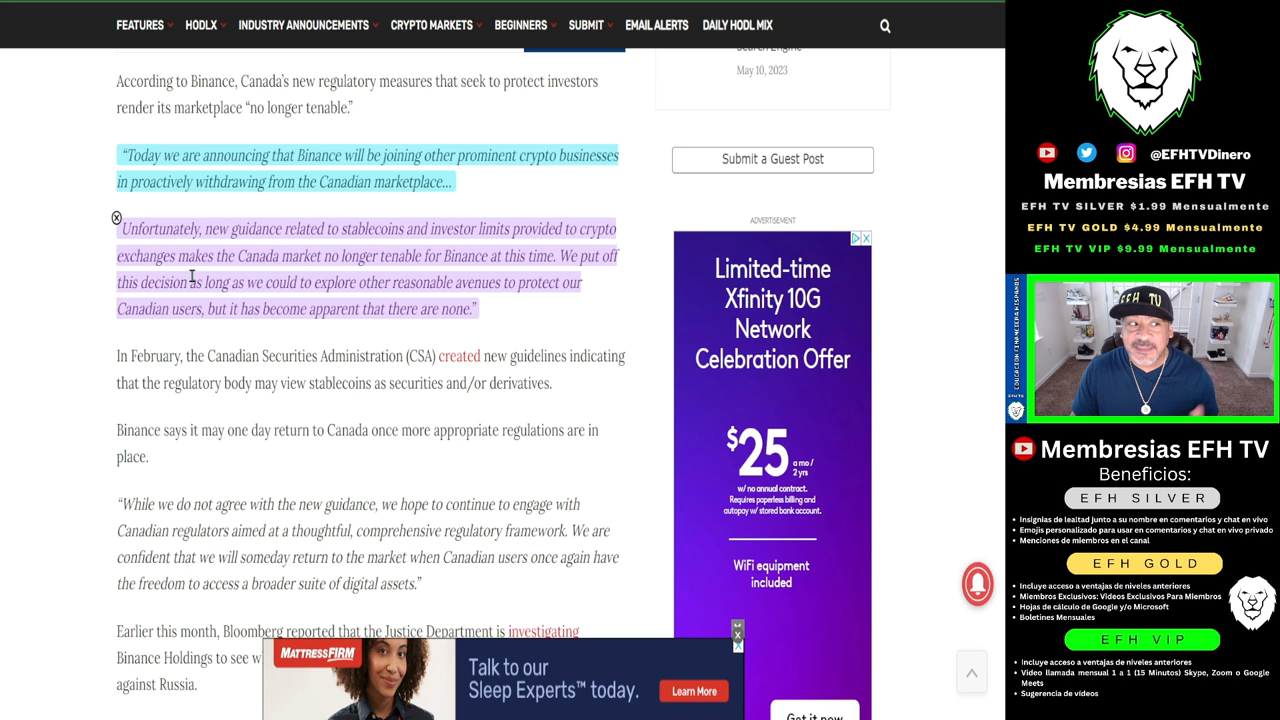 FEATURES HODLX INDUSTRY ANNOUNCEMENTS CRYPTO MARKETS BEGINNERS SUBMIT EMAIL ALERTS DAILY HODL MIX
According to Binance, Canada's new regulatory measures that seek to protect investors
render its marketplace “no longer tenable.”
“Today we are announcing that Binance will be joining other prominent crypto businesses
in proactively withdrawing from the Canadian marketplace...
Unfortunately, new guidance related to stablecoins and investor limits provided to crypto
exchanges makes the Canada market no longer tenable for Binance at this time. We put off
this decision as long as we could to explore other reasonable avenues to protect our
Canadian users, but it has become apparent that there are none.”
In February, the Canadian Securities Administration (CSA) created new guidelines indicating
that the regulatory body may view stablecoins as securities and/or derivatives.
Binance says it may one day return to Canada once more appropriate regulations are in
place.
“While we do not agree with the new guidance, we hope to continue to engage with
Canadian regulators aimed at a thoughtful, comprehensive regulatory framework. We are
confident that we will someday return to the market when Canadian users once again have
the freedom to access a broader suite of digital assets.”
Earlier this month, Bloomberg reported that the Justice Department is investigating
Binance Holdings to see w
against Russia.
MATTRESSFIRM
Talk to our
Sleep Experts™ today.
Learn More
Search Engine
May 10, 2023
Submit a Guest Post
ADVERTISEMENT
Limited-time
Xfinity 10G
Network
Celebration Offer
$25 a mo/
2 yrs
w/ no annual contract.
Requires paperless billing and
autopay w/ stored bank account.
WiFi equipment
included
Got it now
@EFHTVDinero
Membresias EFH TV
EFH TV SILVER $1.99 Mensualmente
EFH TV GOLD $4.99 Mensualmente
EFH TV VIP $9.99 Mensualmente
EDUCACION FINANCIERA HISPANOS
EFH TV
EFH TV
Membresias EFH TV
Beneficios:
EFH SILVER
• Insignias de lealtad junto a su nombre en comentarios y chat en vivo
• Emojis personalizado para usar en comentarios y chat en vivo privado
• Menciones de miembros en el canal
EFH GOLD
• Incluye acceso a ventajas de niveles anteriores
• Miembros Exclusivos: Videos Exclusivos Para Miembros
• Hojas de cálculo de Google y/o Microsoft
• Boletines Mensuales
EFH VIP
• Incluye acceso a ventajas de niveles anteriores
• Video llamada mensual 1 a 1 (15 Minutos) Skype, Zoom o Google
Meets
• Sugerencia de vídeos